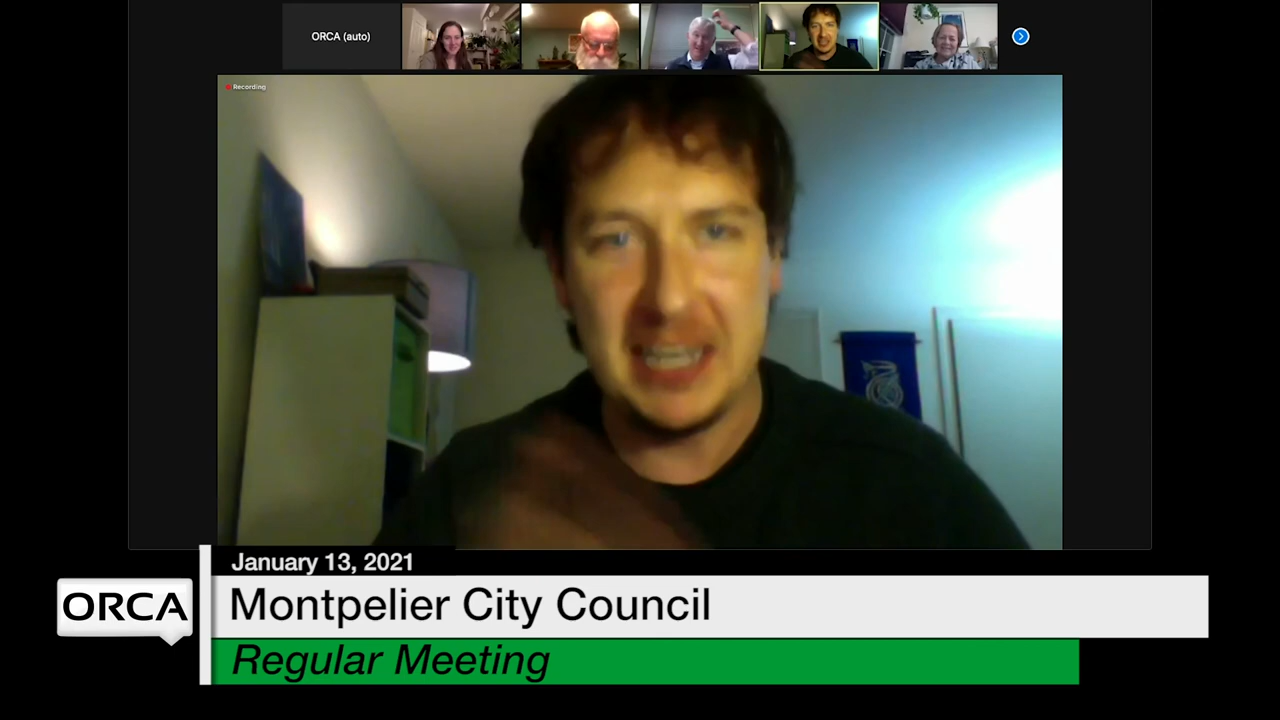 ORCA (auto)
Recording
January 13, 2021
ORCA
Montpelier City Council
Regular Meeting